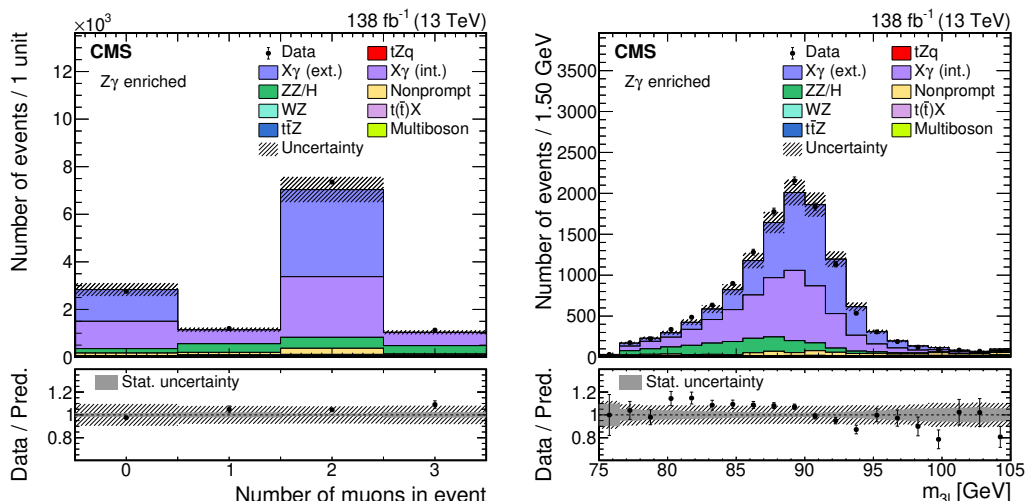 ×10³ 138 fb⁻¹ (13 TeV)
CMS
Zγ enriched
Data tZq
Xγ (ext.) Xγ (int.)
ZZ/H Nonprompt
WZ t(t̄)X
tt̄Z Multiboson
Uncertainty
Number of events / 1 unit
12
10
8
6
4
2
0
Stat. uncertainty
Data / Pred.
1.2
1
0.8
0 1 2 3
Number of muons in event
138 fb⁻¹ (13 TeV)
CMS
Zγ enriched
Data tZq
Xγ (ext.) Xγ (int.)
ZZ/H Nonprompt
WZ t(t̄)X
tt̄Z Multiboson
Uncertainty
Number of events / 1.50 GeV
3500
3000
2500
2000
1500
1000
500
0
Stat. uncertainty
Data / Pred.
1.2
1
0.8
75 80 85 90 95 100 105
m₃ₗ [GeV]